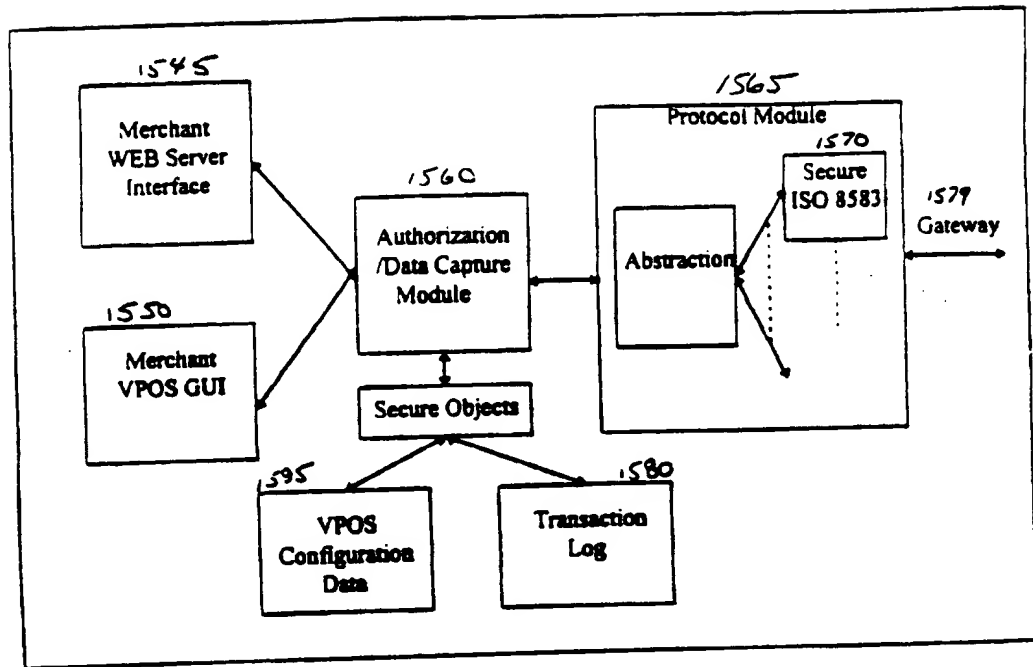 1545
Merchant
WEB Server
Interface
1550
Merchant
VPOS GUI
1560
Authorization
/Data Capture
Module
Secure Objects
1595
VPOS
Configuration
Data
1580
Transaction
Log
1565
Protocol Module
Abstraction
1570
Secure
ISO 8583
1579
Gateway